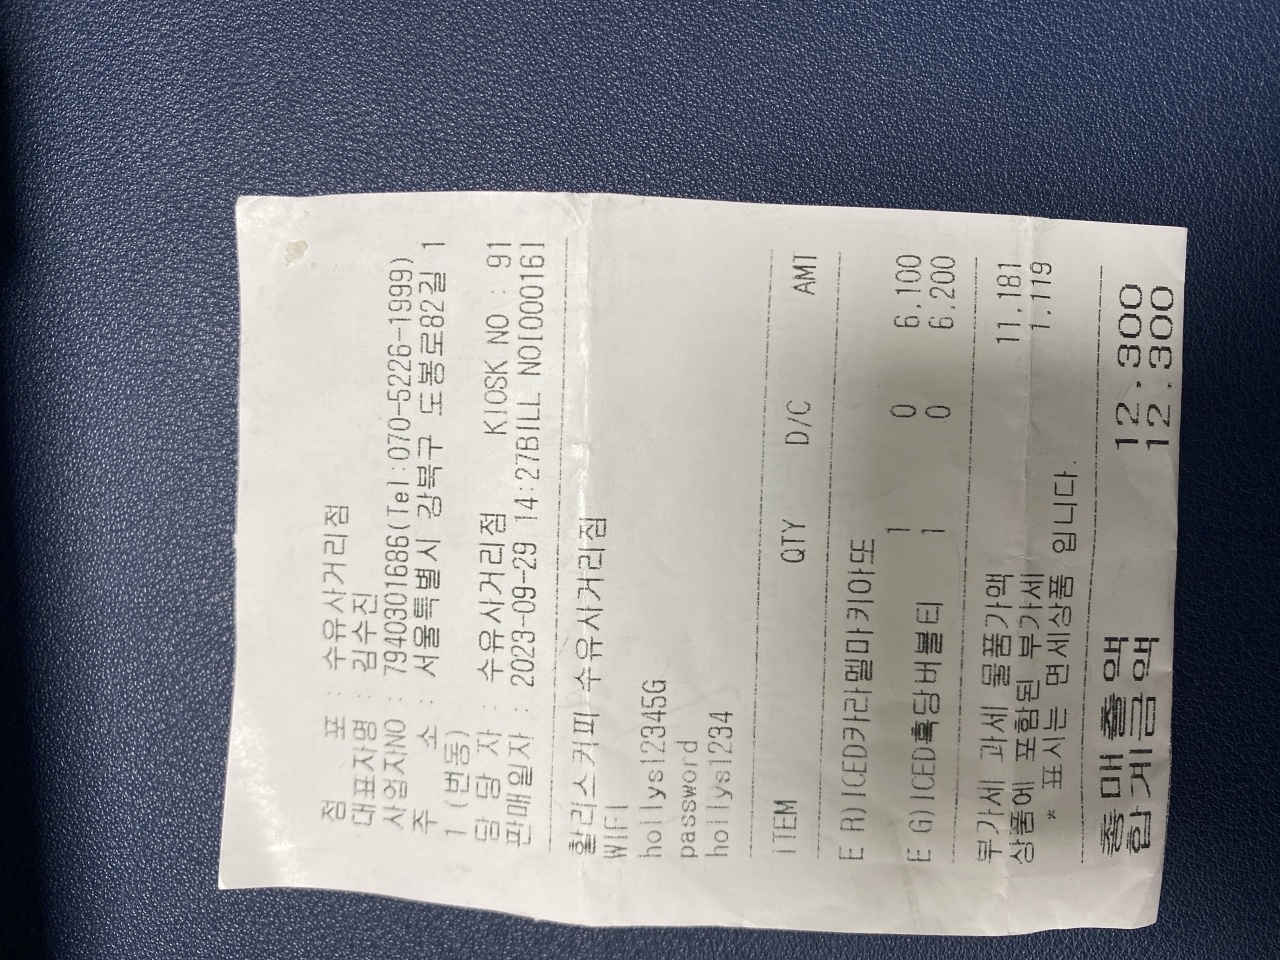 점 포 : 수유사거리점
대표자명 : 김수진
사업자NO : 7940301686(Tel:070-5226-1999)
주 소 : 서울특별시 강북구 도봉로82길 1
1 (번동)
담 당 자 : 수유사거리점 KIOSK NO : 91
판매일자 : 2023-09-29 14:27BILL NO[000016]
할리스커피 수유사거리점
WIFI
hollys12345G
password
hollys1234
ITEM QTY D/C AMT
E R)ICED카라멜마키아또
1 0 6,100
E G)ICED흑당버블티 1 0 6,200
부가세 과세 물품가액 11,181
상품에 포함된 부가세 1,119
* 표시는 면세상품 입니다.
총 매 출 액 12,300
합 계 금 액 12,300